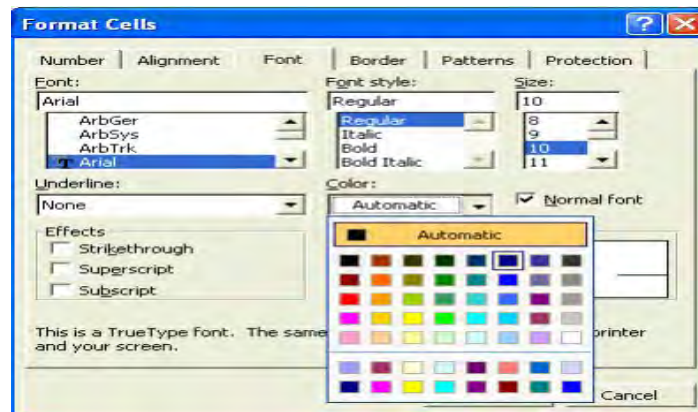 Format Cells
Number Alignment Font Border Patterns Protection
Font: Font style: Size:
Arial Regular 10
ArbGer Regular 8
ArbSys Italic 9
ArbTrk Bold 10
Arial Bold Italic 11
Underline: Color:
None Automatic Normal font
Effects Automatic
Strikethrough
Superscript
Subscript
This is a TrueType font. The same printer
and your screen.
Cancel